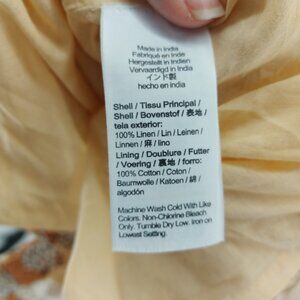 Made in India
Fabriqué en Inde
Hergestellt in Indien
Vervaardigd in India
インド製
hecho en india
Shell / Tissu Principal /
Shell / Bovenstof / 表地 /
tela exterior:
100% Linen / Lin / Leinen /
Linnen / 麻 / lino
Lining / Doublure / Futter
/ Voering / 裏地 / forro:
100% Cotton / Coton /
Baumwolle / Katoen / 綿 /
algodón
Machine Wash Cold With Like
Colors. Non-Chlorine Bleach
Only. Tumble Dry Low. Iron on
Lowest Setting.